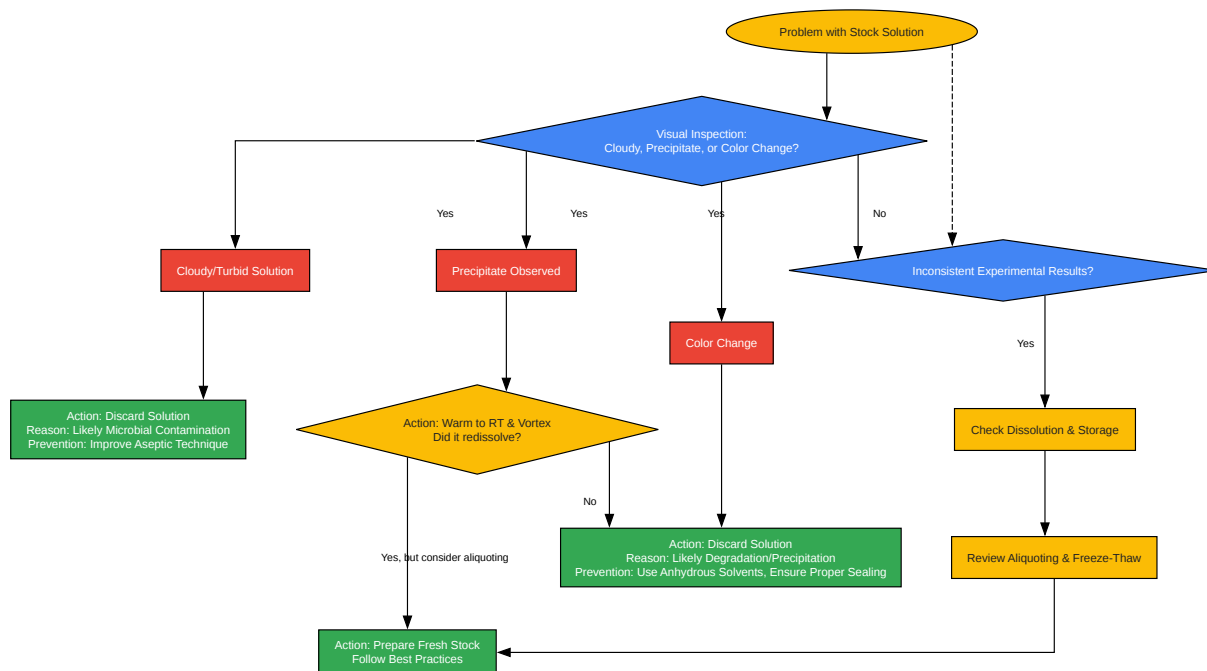 Problem with Stock Solution
Visual Inspection:
Cloudy, Precipitate, or Color Change?
Yes
Yes
Yes
No
Cloudy/Turbid Solution
Precipitate Observed
Inconsistent Experimental Results?
Color Change
Yes
Action: Discard Solution
Reason: Likely Microbial Contamination
Prevention: Improve Aseptic Technique
Action: Warm to RT & Vortex
Did it redissolve?
Check Dissolution & Storage
No
Yes, but consider aliquoting
Action: Discard Solution
Reason: Likely Degradation/Precipitation
Prevention: Use Anhydrous Solvents, Ensure Proper Sealing
Review Aliquoting & Freeze-Thaw
Action: Prepare Fresh Stock
Follow Best Practices